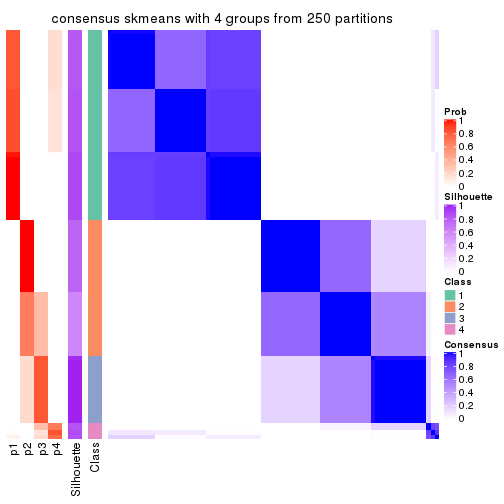 consensus skmeans with 4 groups from 250 partitions
Prob
1
0.8
0.6
0.4
0.2
0
Silhouette
1
0.8
0.6
0.4
0.2
0
Class
1
2
3
4
Consensus
1
0.8
0.6
0.4
0.2
0
p1
p2
p3
p4
Silhouette
Class